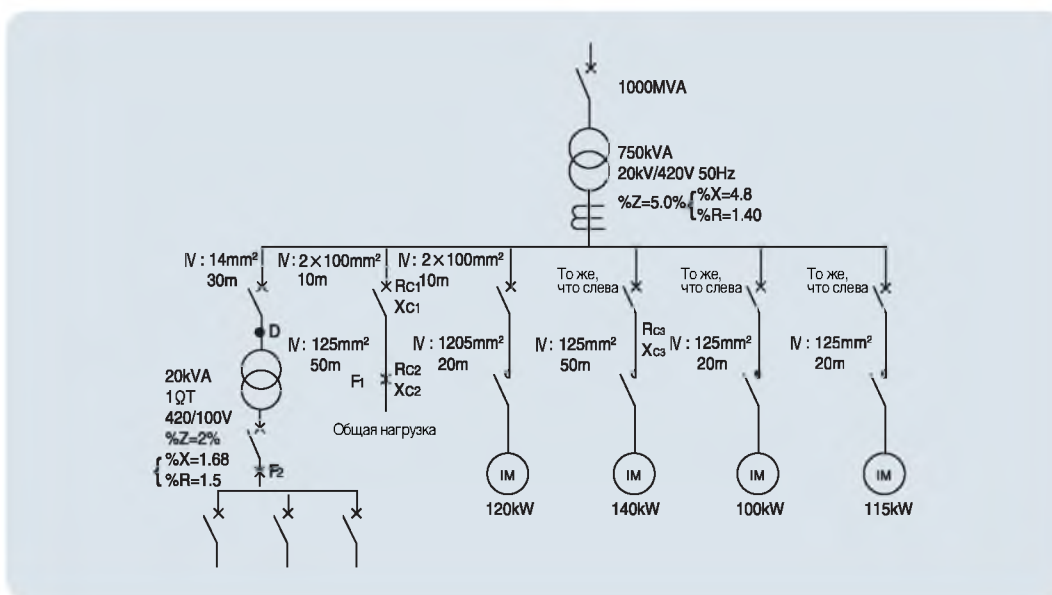 1000MVA
750kVA
20kV/420V 50Hz
%Z=5.0% { %X=4.8
%R=1.40
IV : 14mm²
30m
IV : 2×100mm²
10m
IV : 2×100mm²
10m
То же,
что слева
То же,
что слева
То же,
что слева
RC1
XC1
D
IV : 125mm²
50m
IV : 1205mm²
20m
IV : 125mm²
50m
RC3
XC3
IV : 125mm²
20m
IV : 125mm²
20m
F1
RC2
XC2
20kVA
1ΩT
420/100V
%Z=2%
{ %X=1.68
%R=1.5
F2
Общая нагрузка
IM
IM
IM
IM
120kW
140kW
100kW
115kW